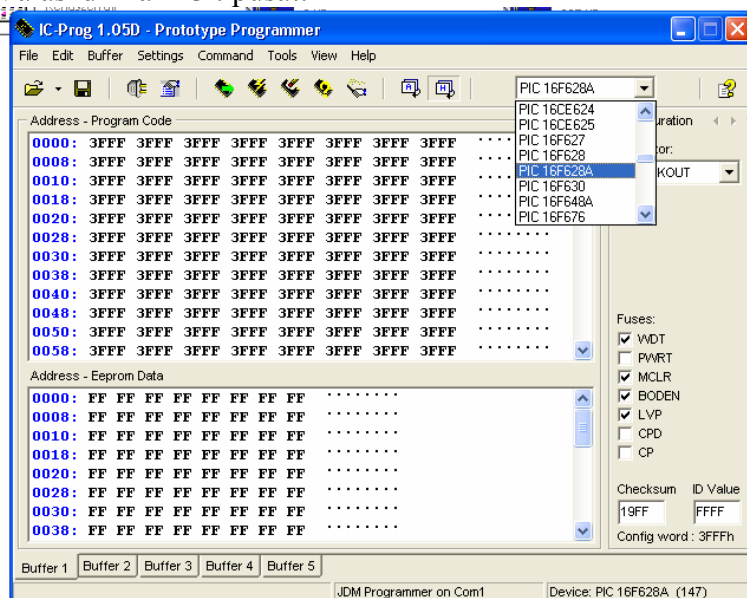 IC-Prog 1.05D - Prototype Programmer
File Edit Buffer Settings Command Tools View Help
PIC 16F628A
PIC 16CE624
PIC 16CE625
PIC 16F627
PIC 16F628
PIC 16F628A
PIC 16F630
PIC 16F648A
PIC 16F676
Address - Program Code
0000: 3FFF 3FFF 3FFF 3FFF 3FFF 3FFF 3FFF 3FFF ········
0008: 3FFF 3FFF 3FFF 3FFF 3FFF 3FFF 3FFF 3FFF ········
0010: 3FFF 3FFF 3FFF 3FFF 3FFF 3FFF 3FFF 3FFF ········
0018: 3FFF 3FFF 3FFF 3FFF 3FFF 3FFF 3FFF 3FFF ········
0020: 3FFF 3FFF 3FFF 3FFF 3FFF 3FFF 3FFF 3FFF ········
0028: 3FFF 3FFF 3FFF 3FFF 3FFF 3FFF 3FFF 3FFF ········
0030: 3FFF 3FFF 3FFF 3FFF 3FFF 3FFF 3FFF 3FFF ········
0038: 3FFF 3FFF 3FFF 3FFF 3FFF 3FFF 3FFF 3FFF ········
0040: 3FFF 3FFF 3FFF 3FFF 3FFF 3FFF 3FFF 3FFF ········
0048: 3FFF 3FFF 3FFF 3FFF 3FFF 3FFF 3FFF 3FFF ········
0050: 3FFF 3FFF 3FFF 3FFF 3FFF 3FFF 3FFF 3FFF ········
0058: 3FFF 3FFF 3FFF 3FFF 3FFF 3FFF 3FFF 3FFF ········
Address - Eeprom Data
0000: FF FF FF FF FF FF FF FF ········
0008: FF FF FF FF FF FF FF FF ········
0010: FF FF FF FF FF FF FF FF ········
0018: FF FF FF FF FF FF FF FF ········
0020: FF FF FF FF FF FF FF FF ········
0028: FF FF FF FF FF FF FF FF ········
0030: FF FF FF FF FF FF FF FF ········
0038: FF FF FF FF FF FF FF FF ········
uration
tor:
KOUT
Fuses:
WDT
PWRT
MCLR
BODEN
LVP
CPD
CP
Checksum ID Value
19FF FFFF
Config word : 3FFFh
Buffer 1 Buffer 2 Buffer 3 Buffer 4 Buffer 5
JDM Programmer on Com1 Device: PIC 16F628A (147)